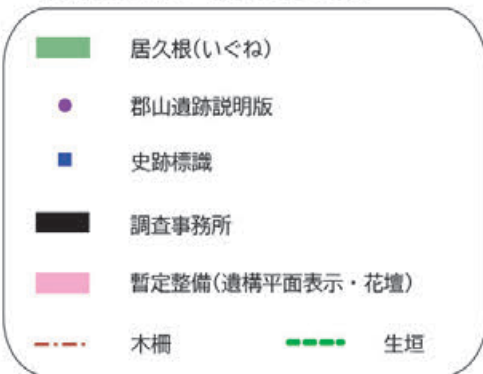 居久根(いぐね)
郡山遺跡説明版
史跡標識
調査事務所
暫定整備(遺構平面表示・花壇)
木柵 生垣